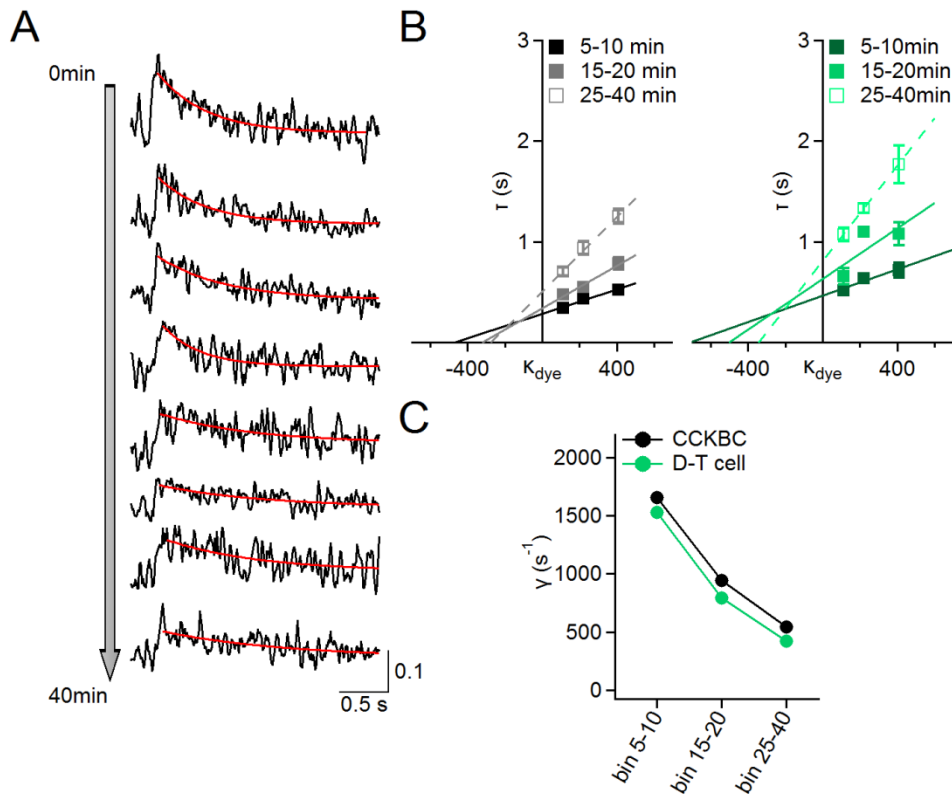 A
0min
40min
0.1
0.5 s
B
3
2
1
τ (s)
5-10 min
15-20 min
25-40 min
-400
κdye
400
3
2
1
τ (s)
5-10min
15-20min
25-40min
-400
κdye
400
C
CCKBC
D-T cell
2000
1500
1000
500
0
γ (s⁻¹)
bin 5-10
bin 15-20
bin 25-40